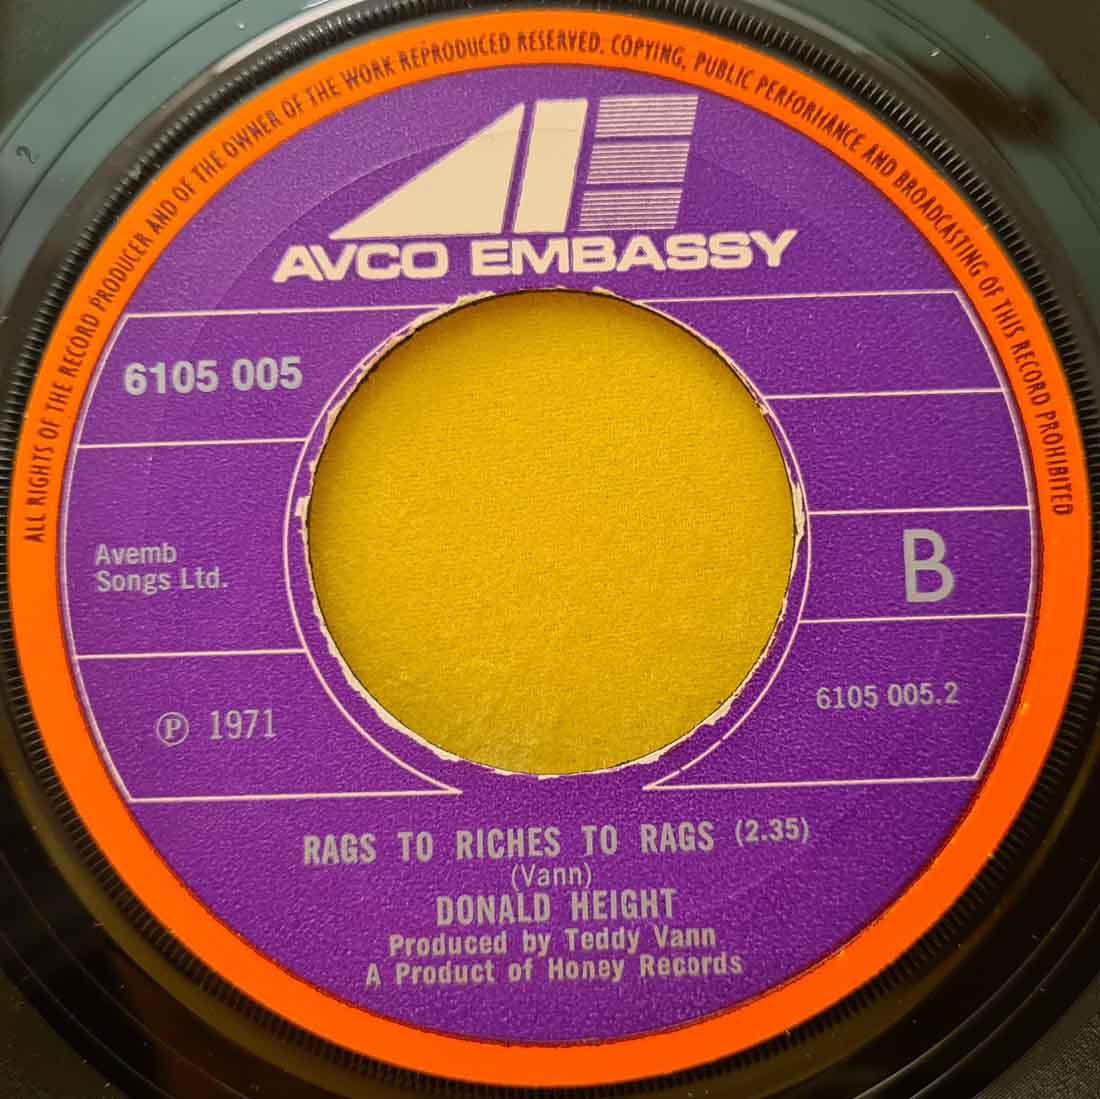 ALL RIGHTS OF THE RECORD PRODUCER AND OF THE OWNER OF THE WORK REPRODUCED RESERVED. COPYING, PUBLIC PERFORMANCE AND BROADCASTING OF THIS RECORD PROHIBITED
AVCO EMBASSY
6105 005
Avemb
Songs Ltd.
B
℗ 1971
6105 005.2
RAGS TO RICHES TO RAGS (2.35)
(Vann)
DONALD HEIGHT
Produced by Teddy Vann
A Product of Honey Records